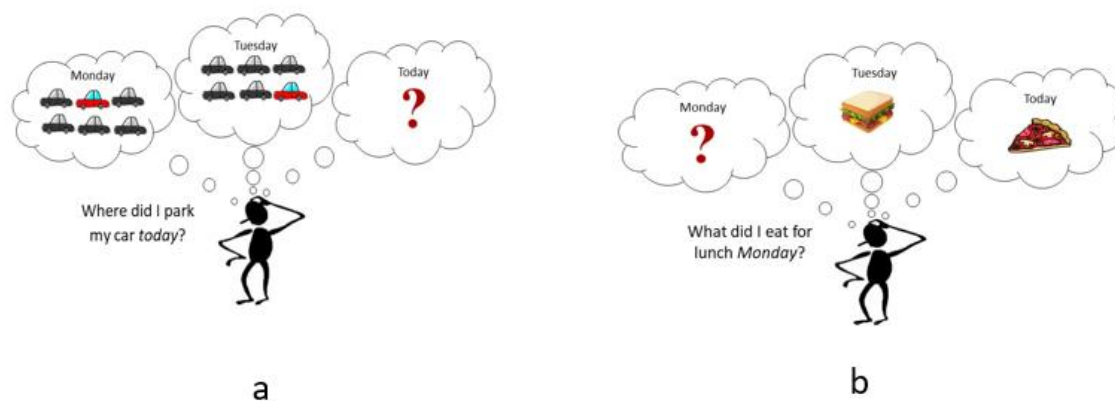 Monday
Tuesday
Today
?
Where did I park
my car today?
a
Monday
?
Tuesday
Today
What did I eat for
lunch Monday?
b